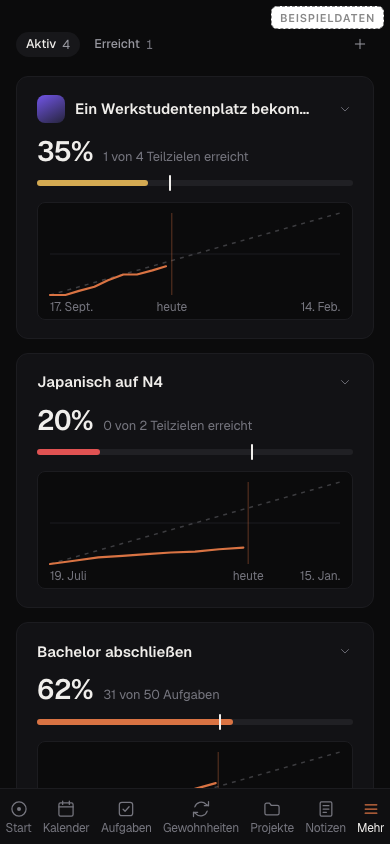 BEISPIELDATEN
Aktiv 4 Erreicht 1
Ein Werkstudentenplatz bekom...
35% 1 von 4 Teilzielen erreicht
17. Sept. heute 14. Feb.
Japanisch auf N4
20% 0 von 2 Teilzielen erreicht
19. Juli heute 15. Jan.
Bachelor abschließen
62% 31 von 50 Aufgaben
Start Kalender Aufgaben Gewohnheiten Projekte Notizen Mehr